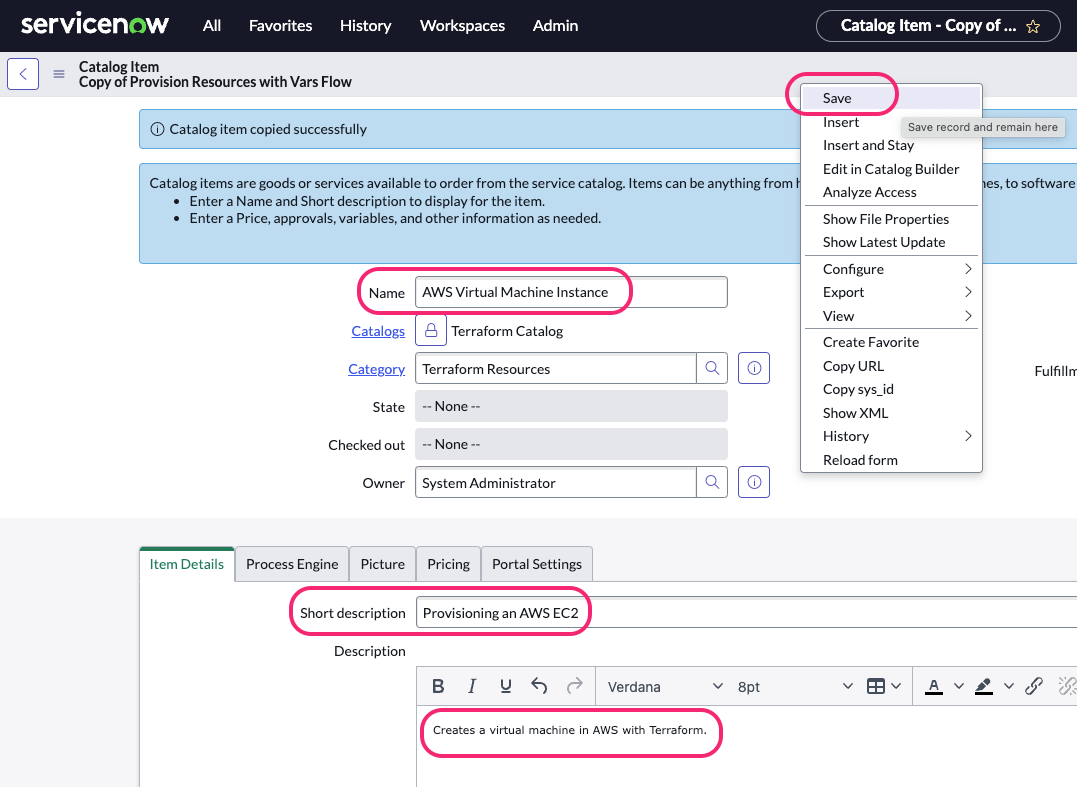 servicenow All Favorites History Workspaces Admin Catalog Item - Copy of ...
Catalog Item
Copy of Provision Resources with Vars Flow
Catalog item copied successfully
Catalog items are goods or services available to order from the service catalog. Items can be anything from
Enter a Name and Short description to display for the item.
Enter a Price, approvals, variables, and other information as needed.
to software
Save
Save record and remain here
Insert
Insert and Stay
Edit in Catalog Builder
Analyze Access
Show File Properties
Show Latest Update
Configure
Export
View
Create Favorite
Copy URL
Copy sys_id
Show XML
History
Reload form
Name AWS Virtual Machine Instance
Catalogs Terraform Catalog
Category Terraform Resources
State -- None --
Checked out -- None --
Owner System Administrator
Item Details Process Engine Picture Pricing Portal Settings
Short description Provisioning an AWS EC2
Description
B I U Verdana 8pt A
Creates a virtual machine in AWS with Terraform.